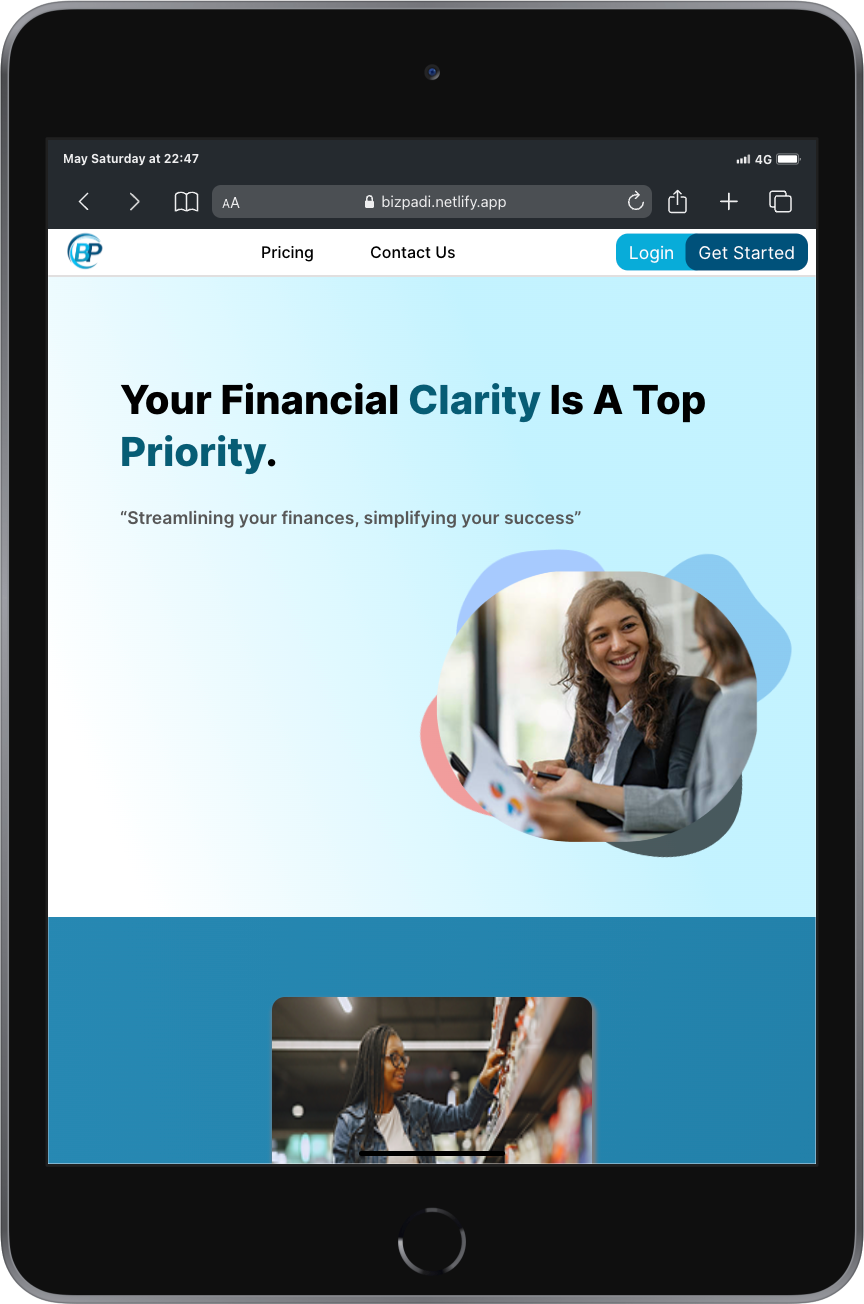 May Saturday at 22:47
4G
AA
bizpadi.netlify.app
BP
Pricing
Contact Us
Login
Get Started
Your Financial Clarity Is A Top
Priority.
“Streamlining your finances, simplifying your success”